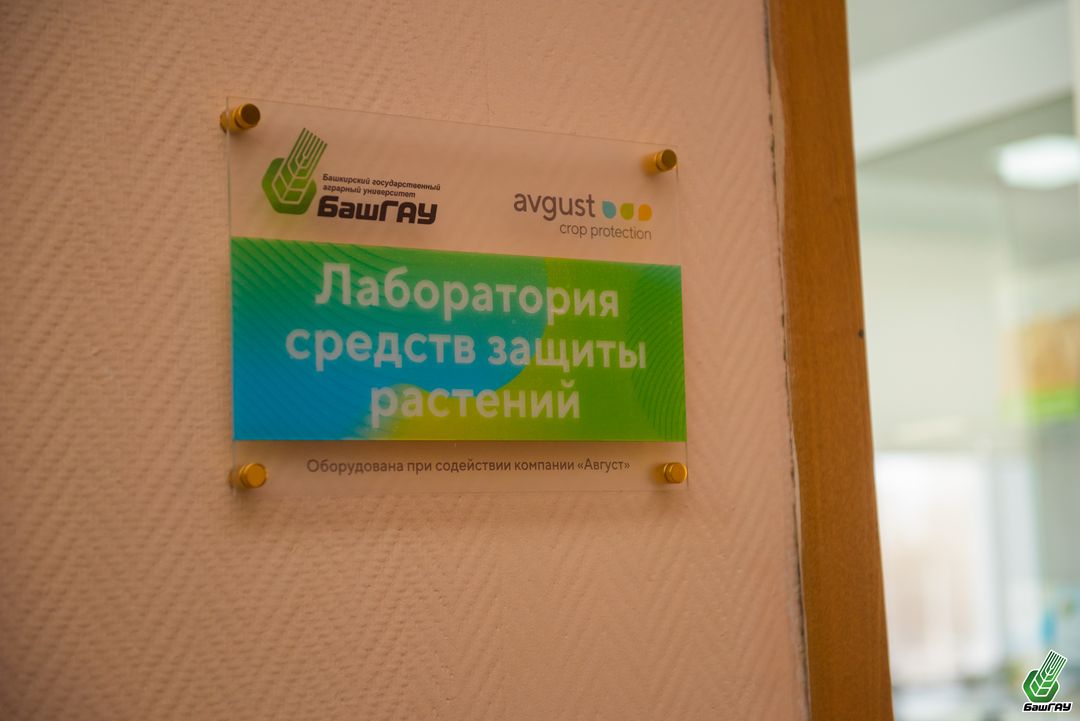 Башкирский государственный
аграрный университет
БашГАУ
avgust
crop protection
Лаборатория
средств защиты
растений
Оборудована при содействии компании «Август»
БашГАУ